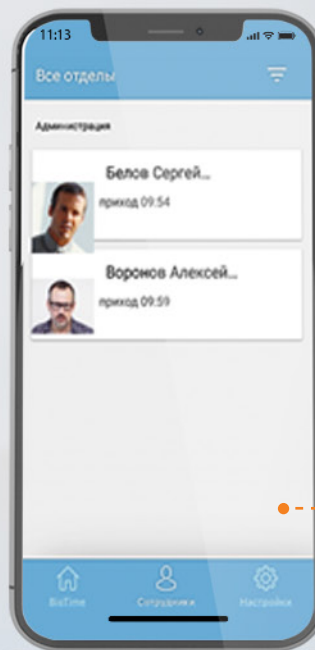 11:13
Все отделы
Администрация
Белов Сергей...
приход 09:54
Воронов Алексей...
приход 09:59
BioTime
Сотрудники
Настройки